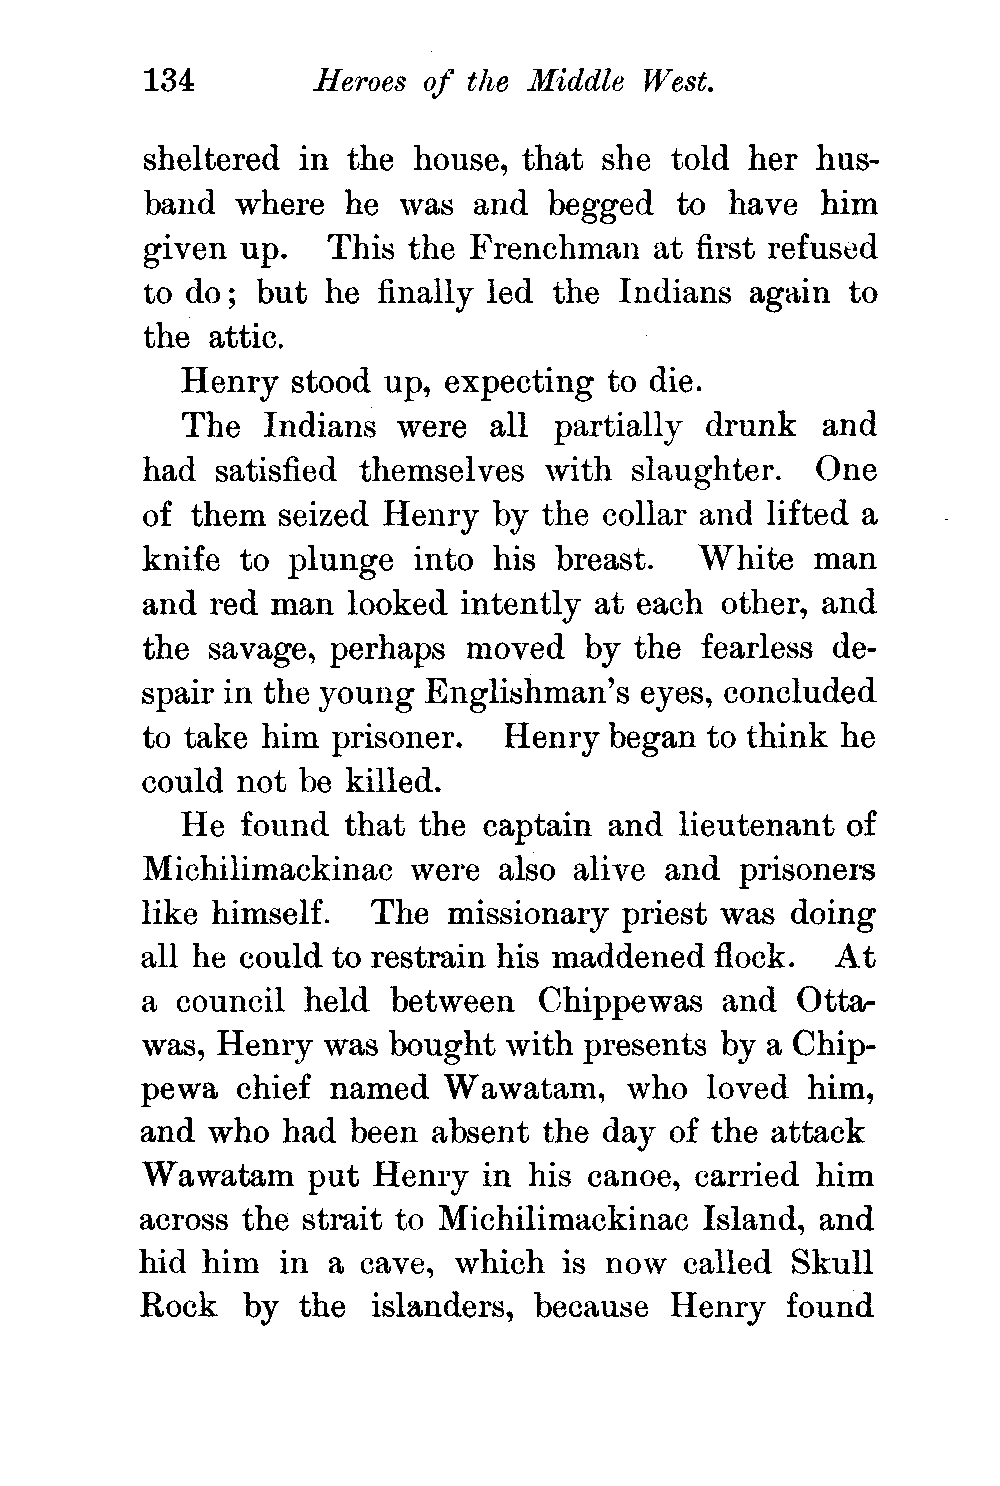 134 Heroes of the Middle West.
sheltered in the house, that she told her hus-
band where he was and begged to have him
given up. This the Frenchman at first refused
to do; but he finally led the Indians again to
the attic.
Henry stood up, expecting to die.
The Indians were all partially drunk and
had satisfied themselves with slaughter. One
of them seized Henry by the collar and lifted a
knife to plunge into his breast. White man
and red man looked intently at each other, and
the savage, perhaps moved by the fearless de-
spair in the young Englishman's eyes, concluded
to take him prisoner. Henry began to think he
could not be killed.
He found that the captain and lieutenant of
Michilimackinac were also alive and prisoners
like himself. The missionary priest was doing
all he could to restrain his maddened flock. At
a council held between Chippewas and Otta-
was, Henry was bought with presents by a Chip-
pewa chief named Wawatam, who loved him,
and who had been absent the day of the attack
Wawatam put Henry in his canoe, carried him
across the strait to Michilimackinac Island, and
hid him in a cave, which is now called Skull
Rock by the islanders, because Henry found